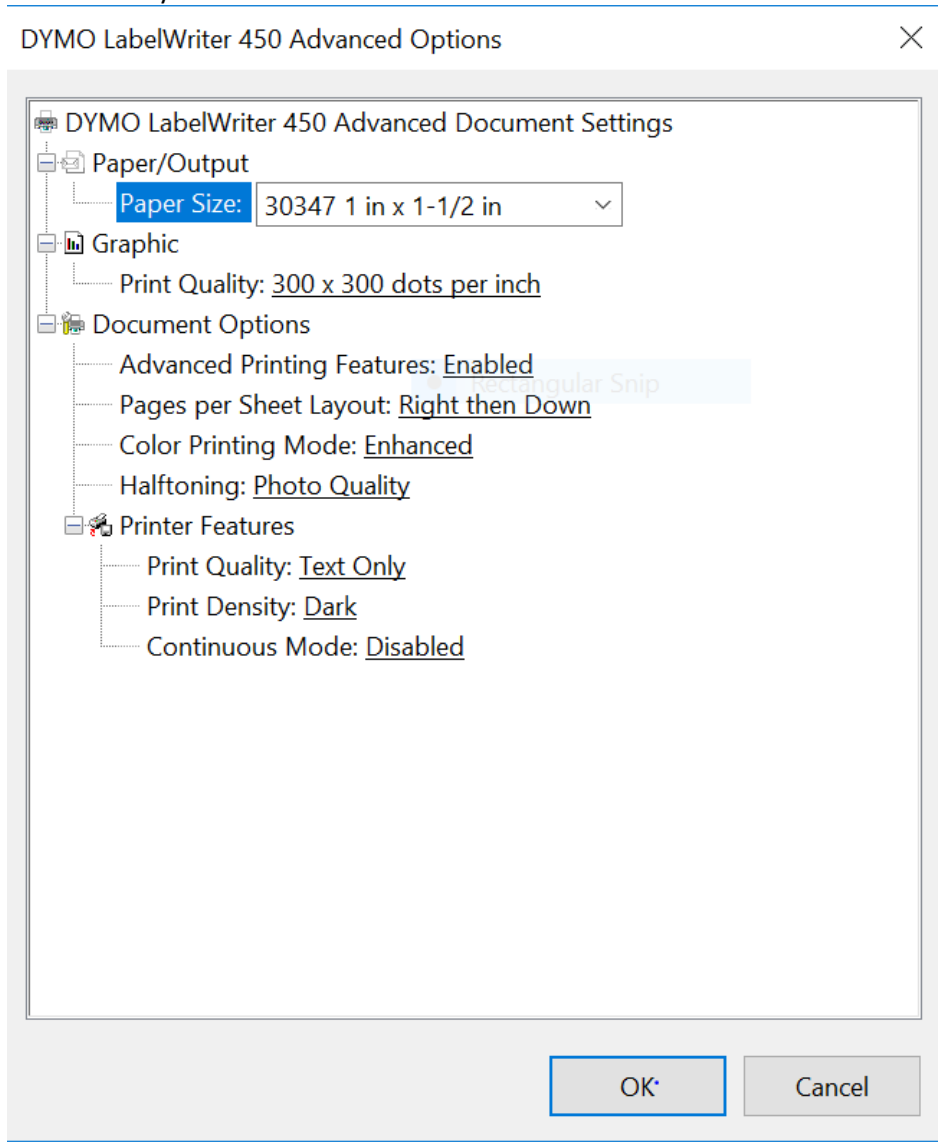 DYMO LabelWriter 450 Advanced Options
DYMO LabelWriter 450 Advanced Document Settings
Paper/Output
Paper Size: 30347 1 in x 1-1/2 in
Graphic
Print Quality: 300 x 300 dots per inch
Document Options
Advanced Printing Features: Enabled
Rectangular Snip
Pages per Sheet Layout: Right then Down
Color Printing Mode: Enhanced
Halftoning: Photo Quality
Printer Features
Print Quality: Text Only
Print Density: Dark
Continuous Mode: Disabled
OK Cancel